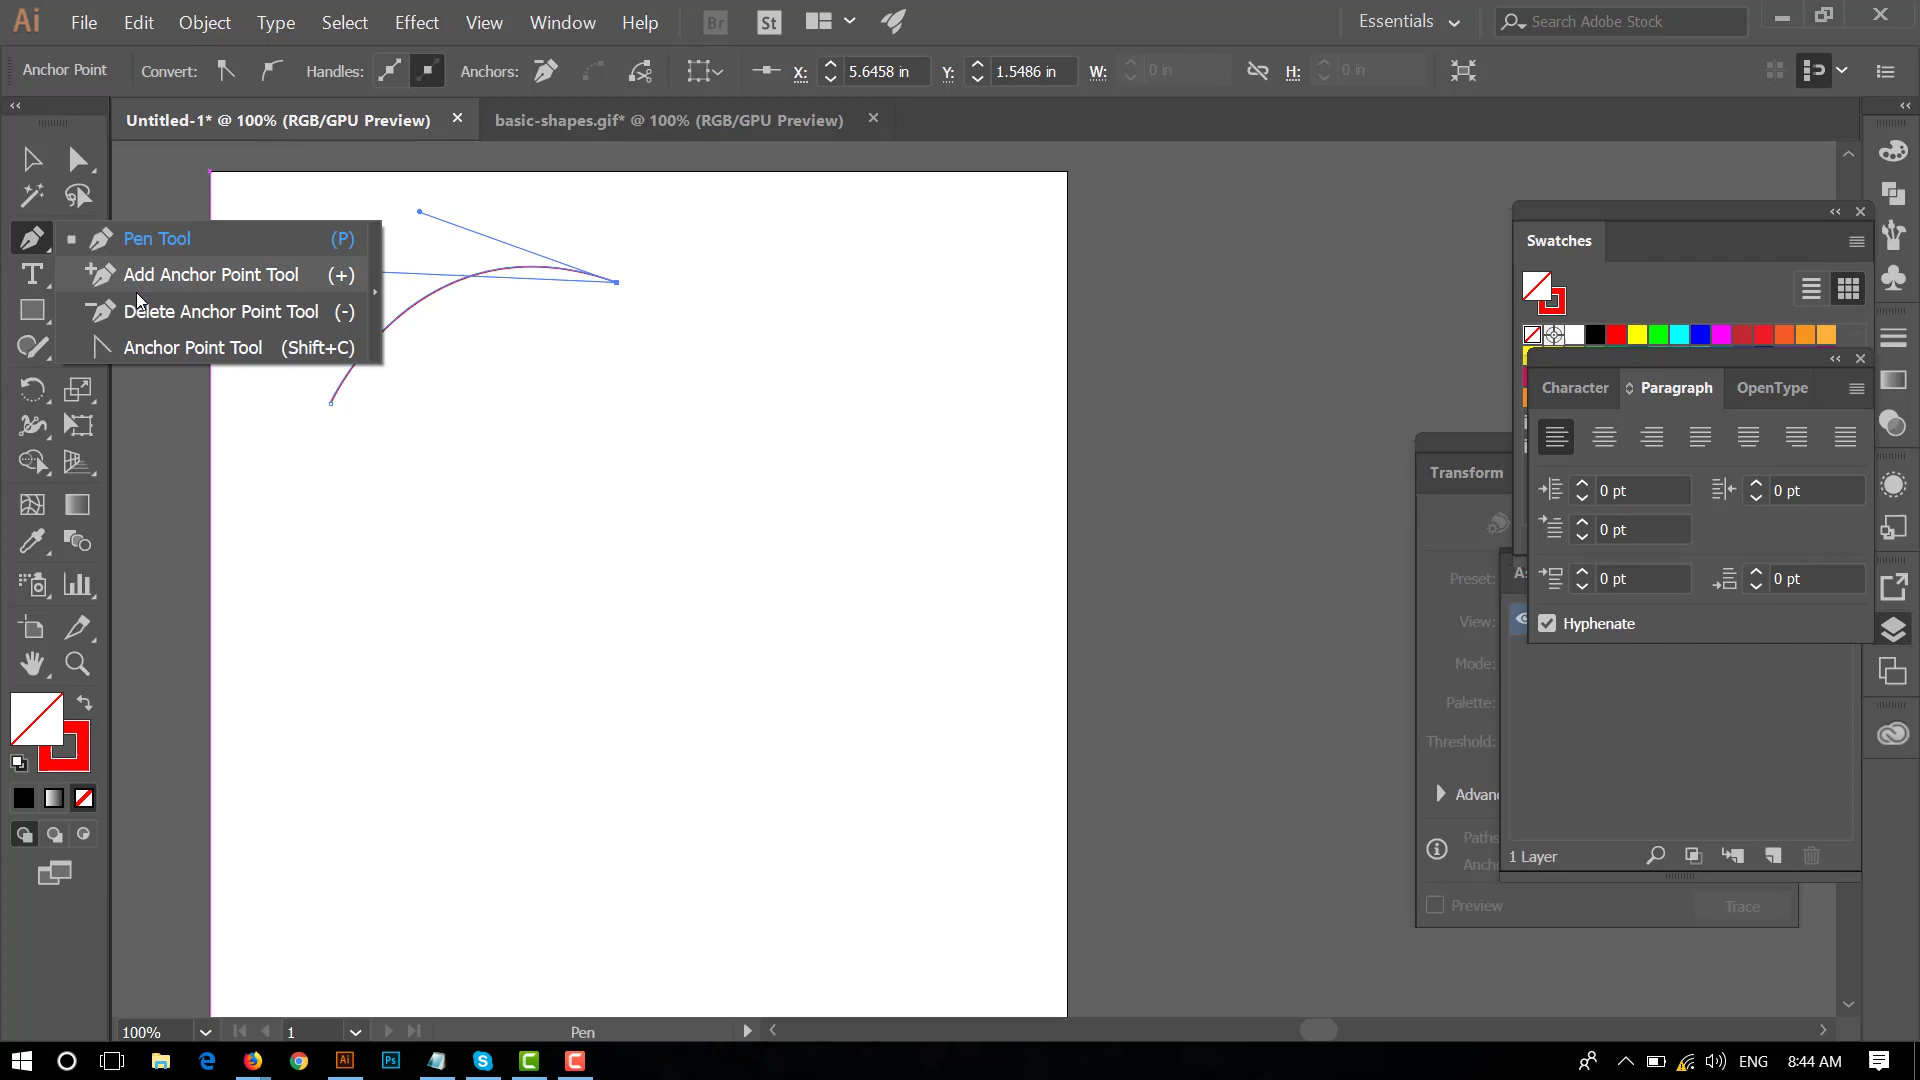 Ai File Edit Object Type Select Effect View Window Help Br St Essentials Search Adobe Stock
Anchor Point Convert: Handles: Anchors: X: 5.6458 in Y: 1.5486 in W: 0 in H: 0 in
Untitled-1* @ 100% (RGB/GPU Preview) basic-shapes.gif* @ 100% (RGB/GPU Preview)
Pen Tool (P)
Add Anchor Point Tool (+)
Delete Anchor Point Tool (-)
Anchor Point Tool (Shift+C)
Swatches
Character Paragraph OpenType
0 pt 0 pt
0 pt
0 pt 0 pt
Hyphenate
Transform
Preset:
View:
Mode:
Palette:
Threshold:
Advan
Paths
Ancho
1 Layer
Preview Trace
100% 1 Pen
Ai Ps ENG 8:44 AM